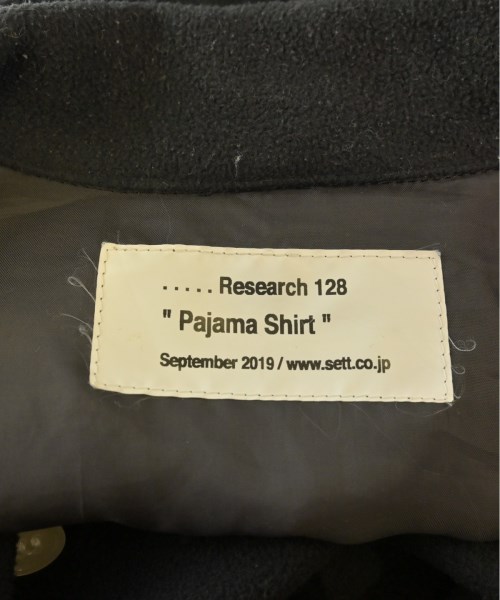 ..... Research 128
" Pajama Shirt "
September 2019 / www.sett.co.jp